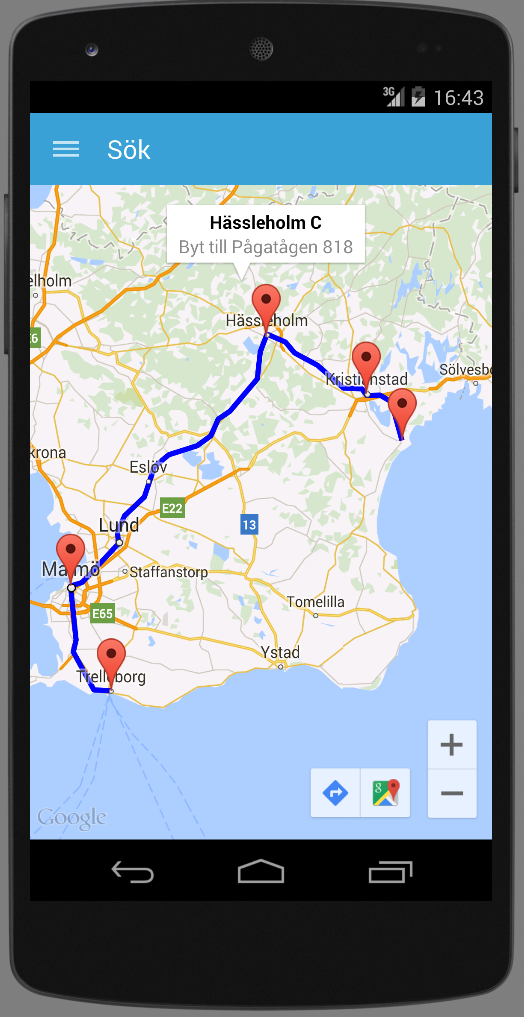 3G
16:43
Sök
Hässleholm C
Byt till Pågatågen 818
elholm
E6
Hässleholm
Kristianstad
Sölvesbo
krona
Eslöv
E22
13
Lund
Malmö
Staffanstorp
E65
Tomelilla
Ystad
Trelleborg
Google